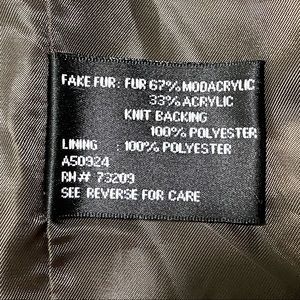 FAKE FUR: FUR 67% MODACRYLIC
33% ACRYLIC
KNIT BACKING
100% POLYESTER
LINING : 100% POLYESTER
A50924
RN# 73209
SEE REVERSE FOR CARE